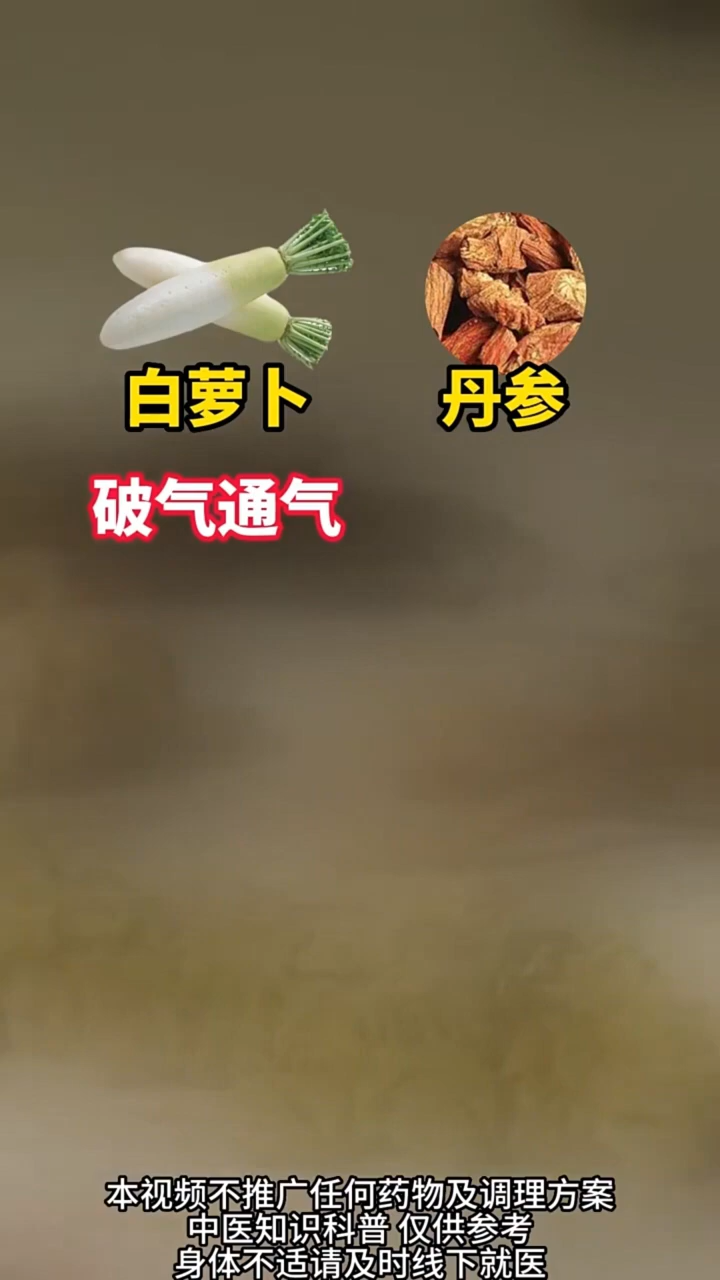 白萝卜
丹参
破气通气
本视频不推广任何药物及调理方案
中医知识科普 仅供参考
身体不适请及时线下就医